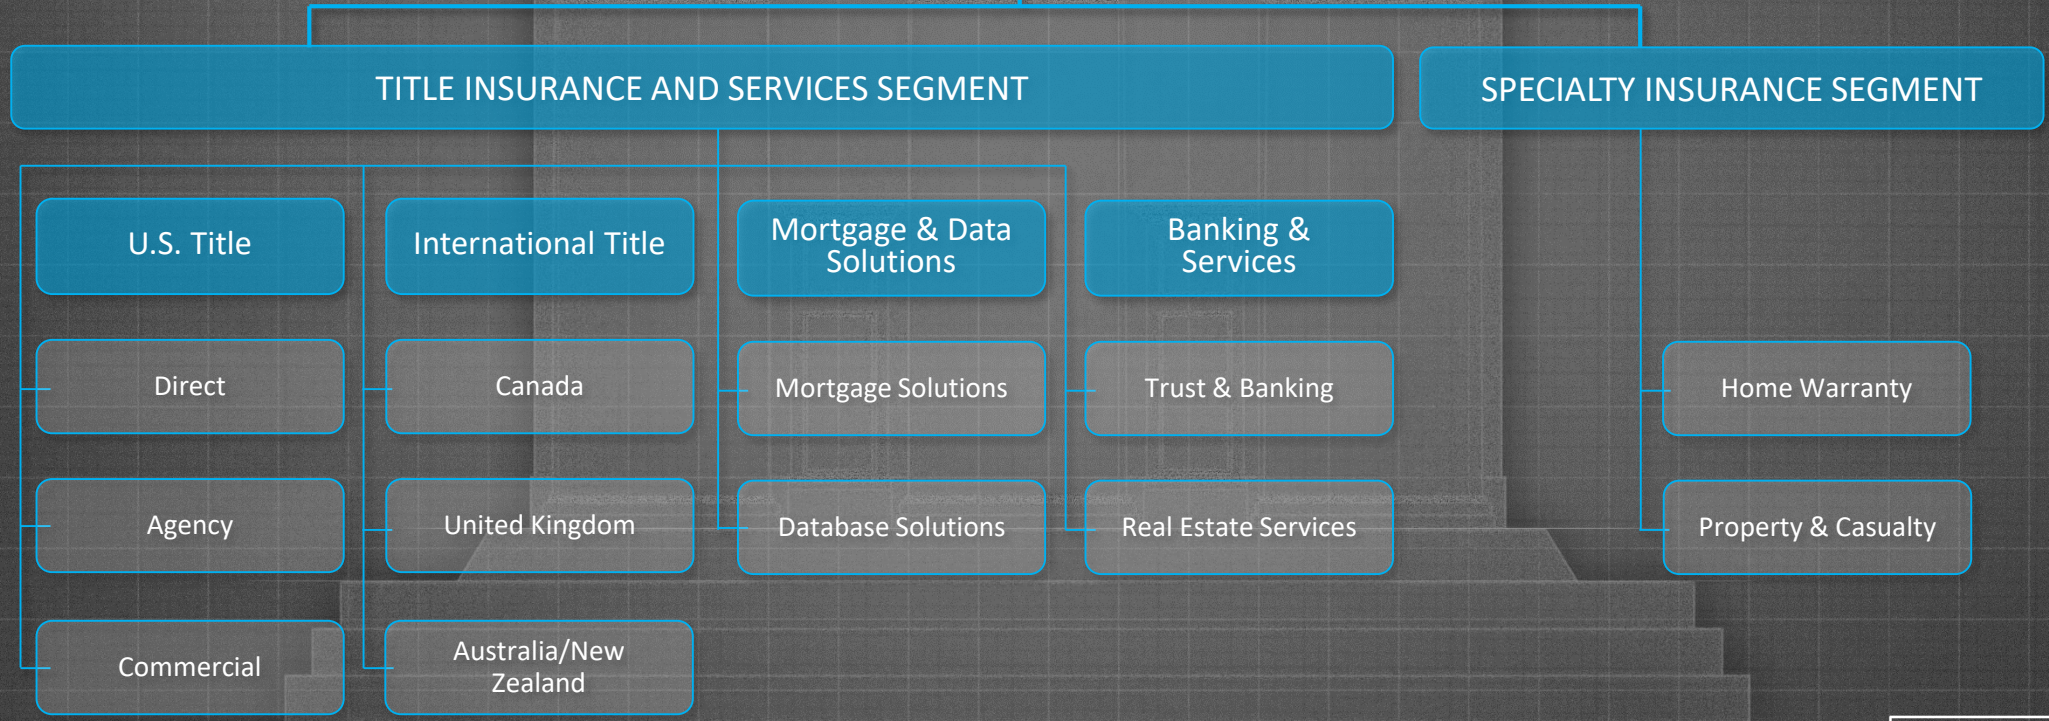 TITLE INSURANCE AND SERVICES SEGMENT
SPECIALTY INSURANCE SEGMENT
U.S. Title
International Title
Mortgage & Data
Solutions
Banking &
Services
Direct
Canada
Mortgage Solutions
Trust & Banking
Home Warranty
Agency
United Kingdom
Database Solutions
Real Estate Services
Property & Casualty
Commercial
Australia/New
Zealand